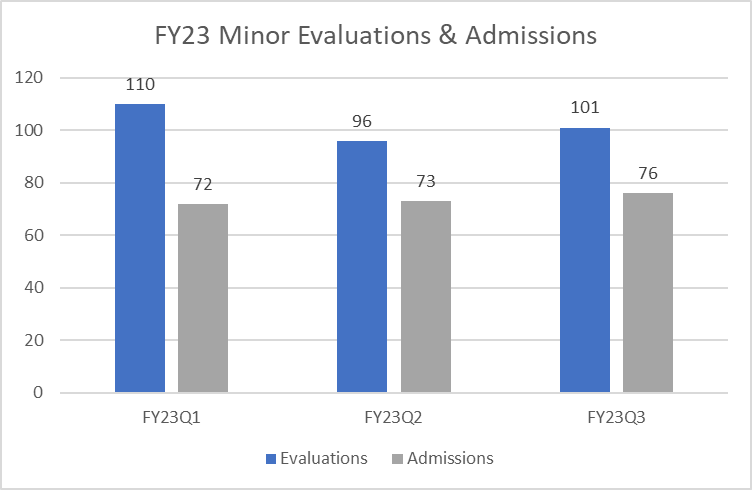 FY23 Minor Evaluations & Admissions
120
100
80
60
40
20
0
110
72
96
73
101
76
FY23Q1
FY23Q2
FY23Q3
Evaluations
Admissions